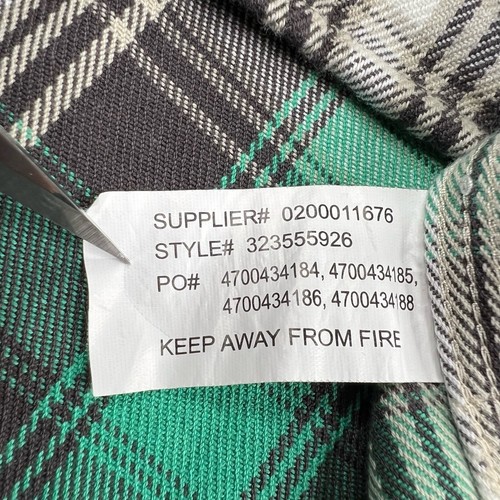 SUPPLIER# 0200011676
STYLE# 323555926
PO# 4700434184, 4700434185,
4700434186, 4700434188
KEEP AWAY FROM FIRE